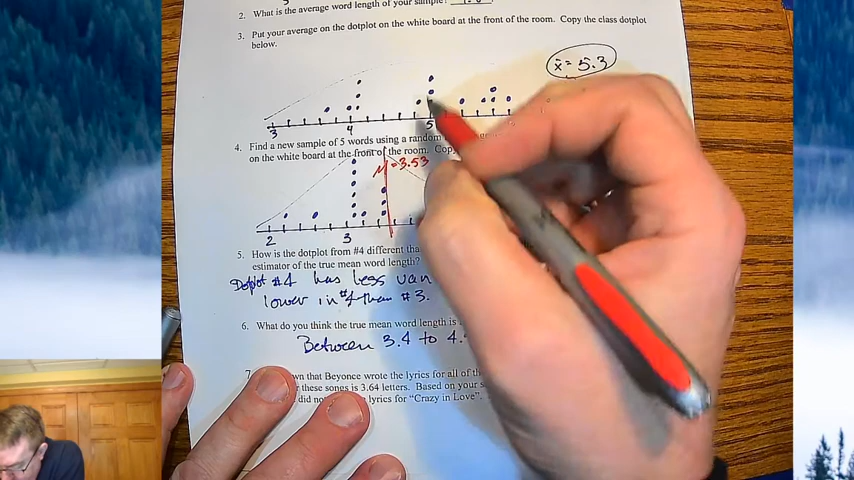 2. What is the average word length of your sample?
3. Put your average on the dotplot on the white board at the front of the room. Copy the class dotplot
below.
x̄ = 5.3
3 4 5
4. Find a new sample of 5 words using a random
on the white board at the front of the room. Copy
μ = 3.53
2 3
5. How is the dotplot from #4 different
estimator of the true mean word length?
Dotplot #4 has less
lower in #4 than #3.
6. What do you think the true mean word length is
Between 3.4 to 4.
7.
that Beyonce wrote the lyrics for all of
these songs is 3.64 letters. Based on your
lyrics for "Crazy in Love".